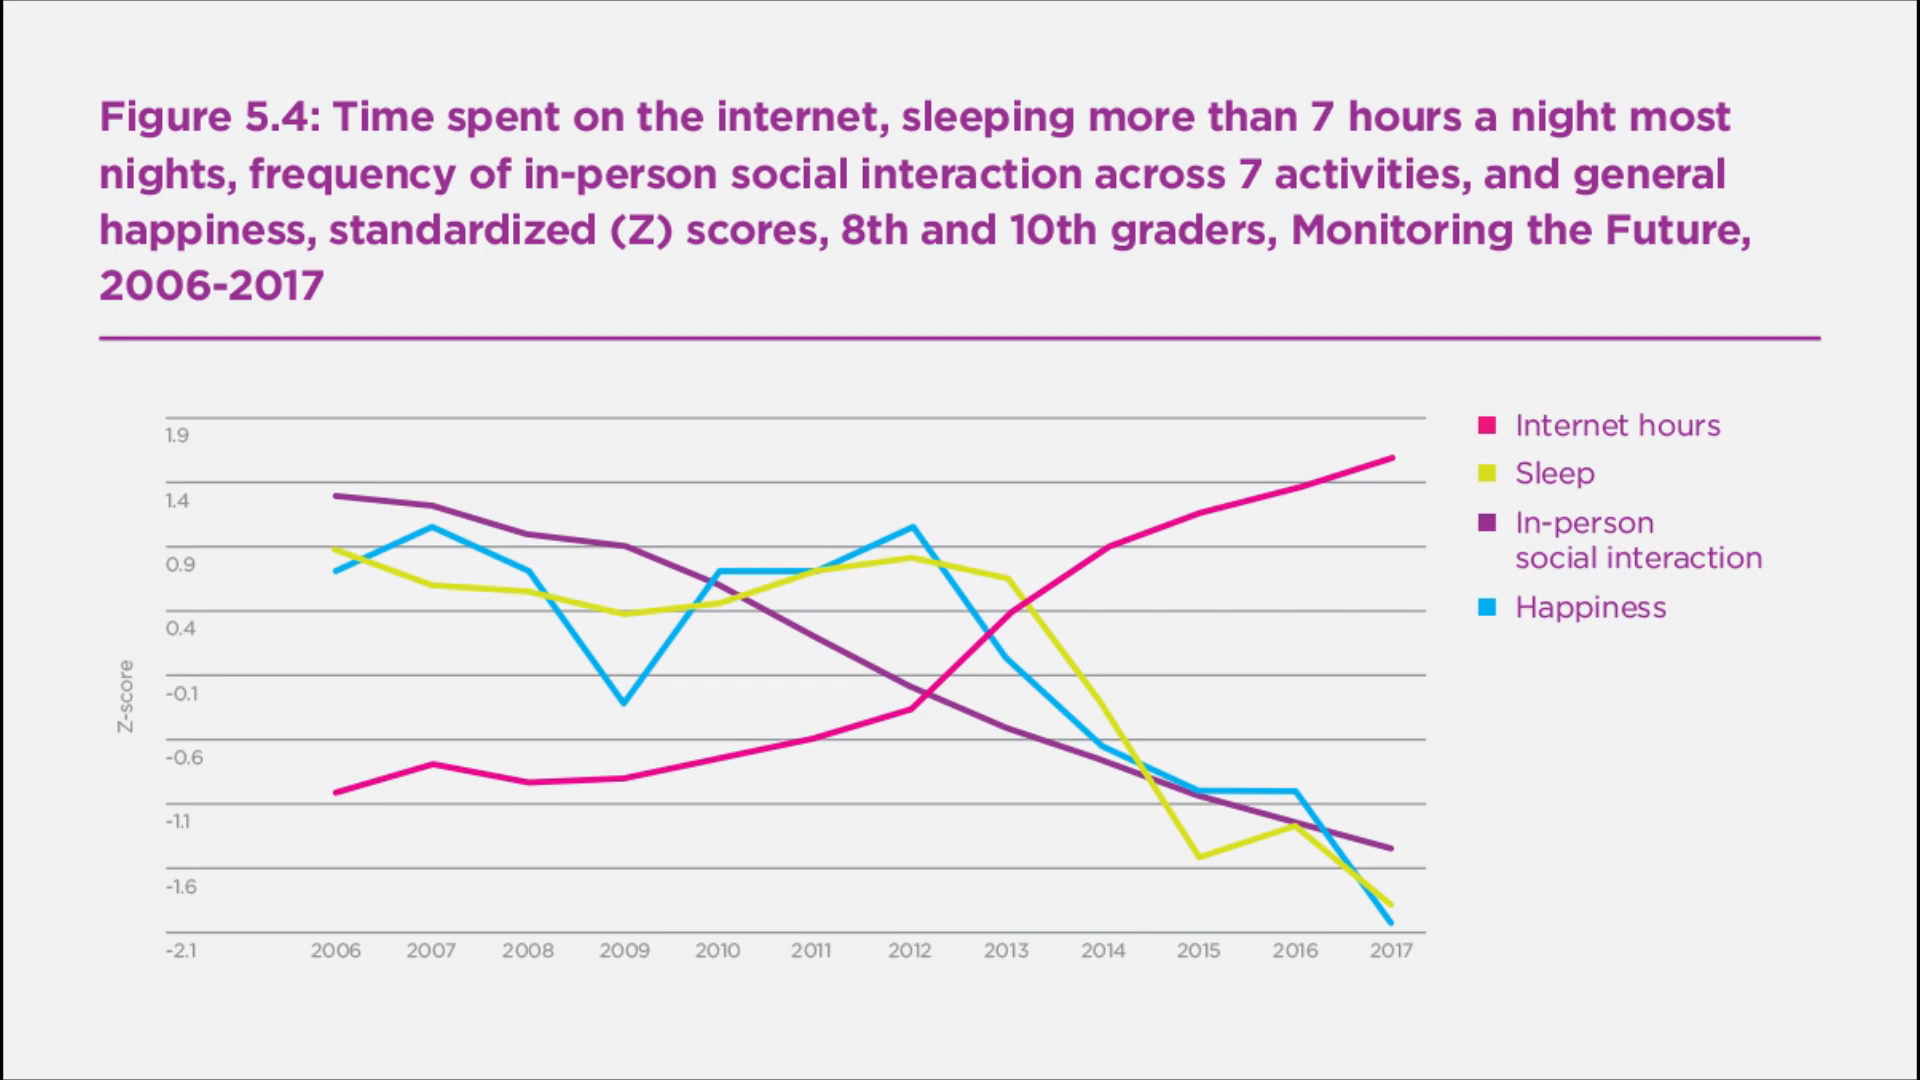 Figure 5.4: Time spent on the internet, sleeping more than 7 hours a night most
nights, frequency of in-person social interaction across 7 activities, and general
happiness, standardized (Z) scores, 8th and 10th graders, Monitoring the Future,
2006-2017
1.9
1.4
0.9
0.4
-0.1
-0.6
-1.1
-1.6
-2.1
Z-score
2006 2007 2008 2009 2010 2011 2012 2013 2014 2015 2016 2017
Internet hours
Sleep
In-person
social interaction
Happiness